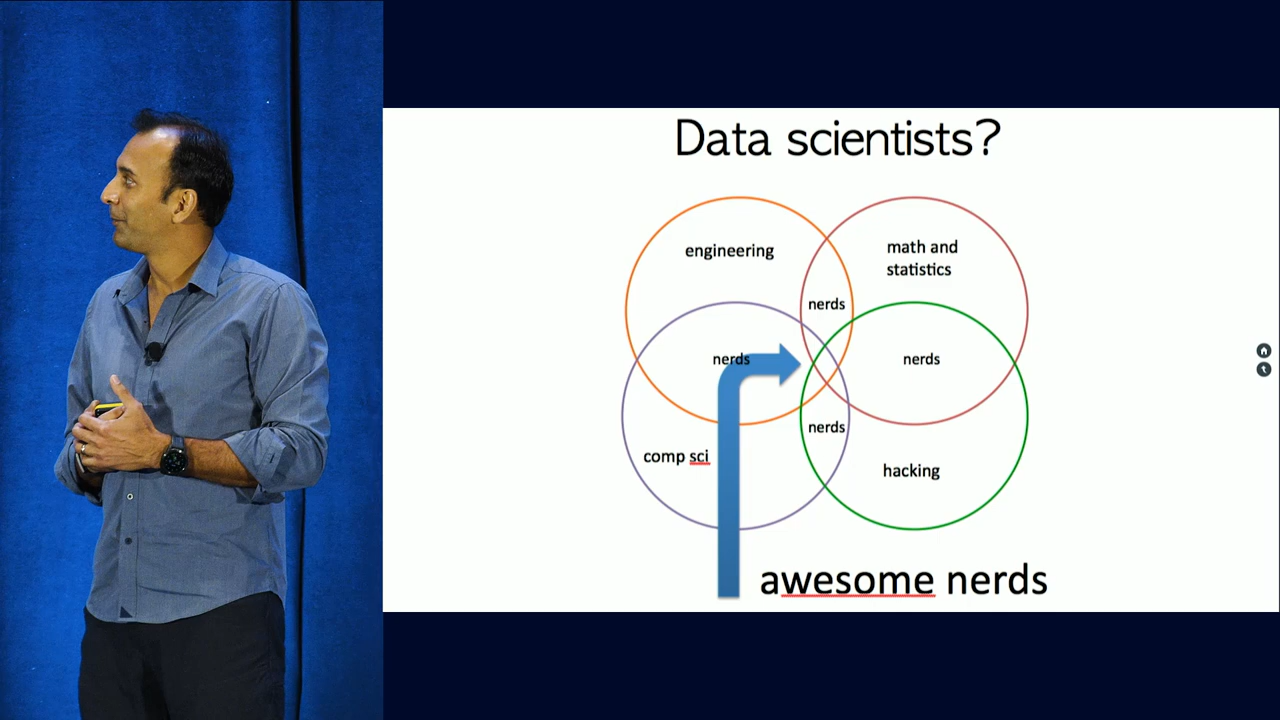 Data scientists?
engineering
math and
statistics
nerds
nerds
nerds
nerds
comp sci
hacking
awesome nerds